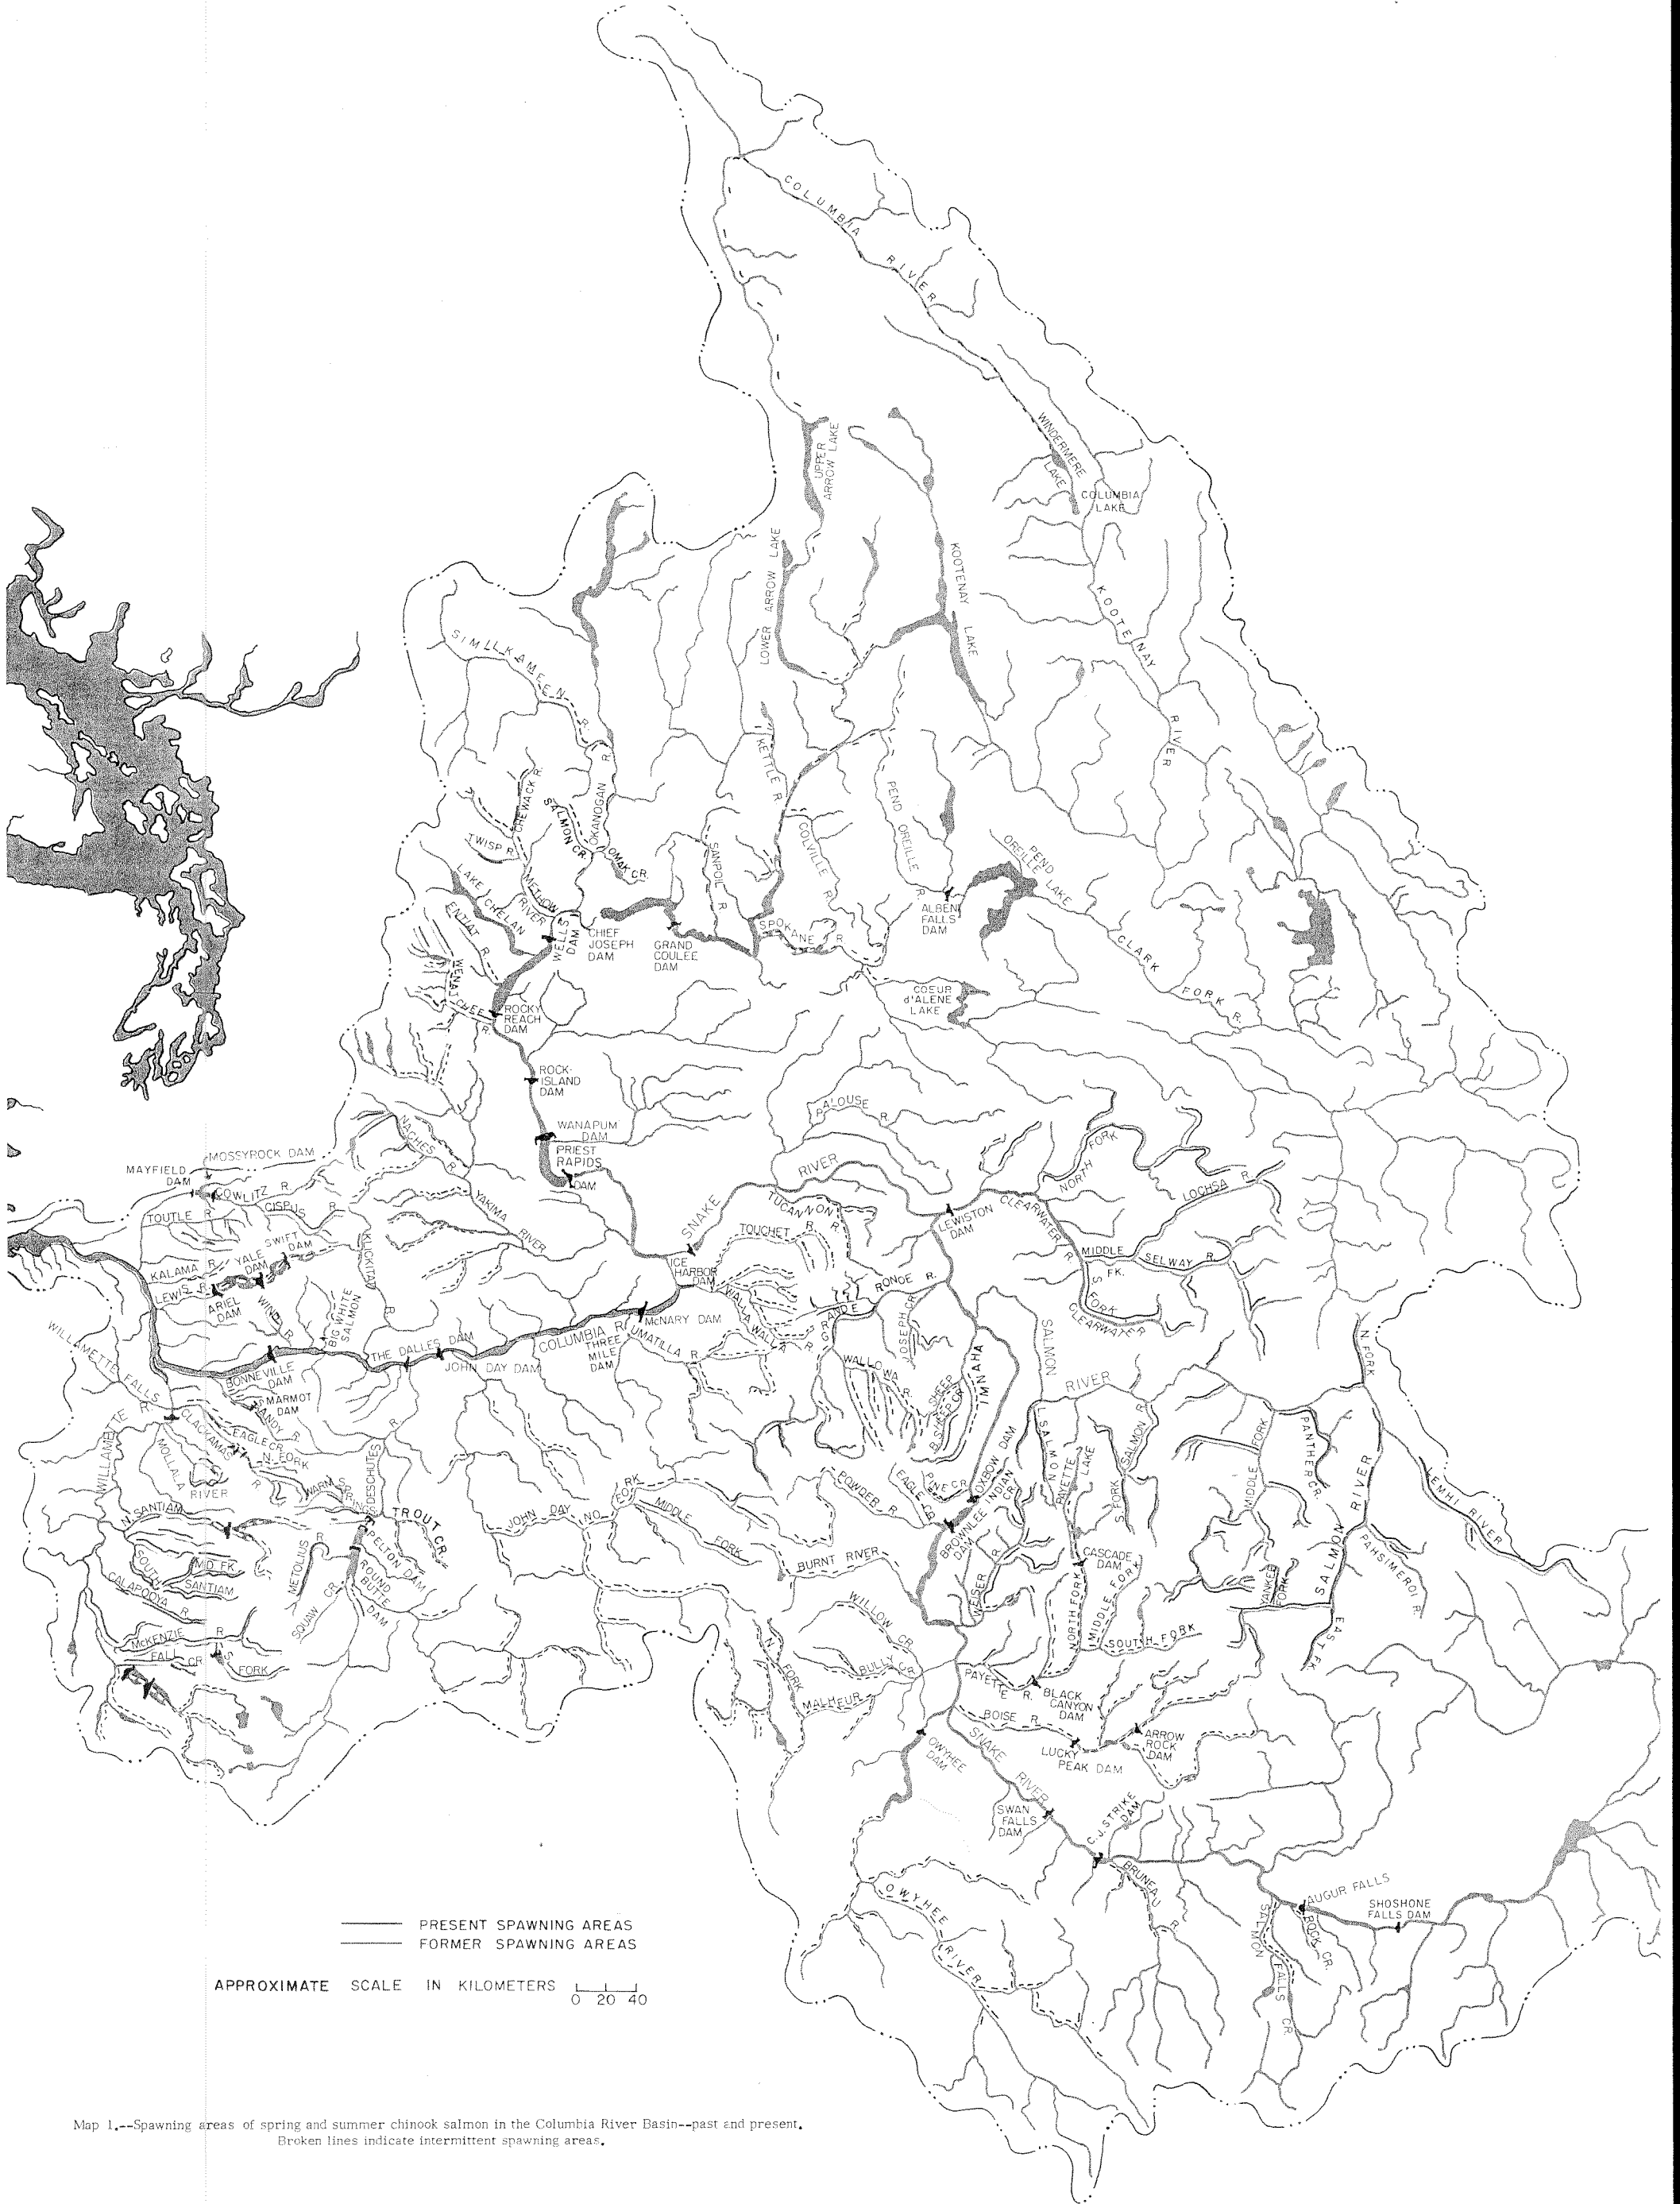 COLUMBIA RIVER
WINDERMERE
LAKE
COLUMBIA
LAKE
UPPER
ARROW LAKE
LOWER ARROW LAKE
KOOTENAY LAKE
KOOTENAY RIVER
SIMILKAMEEN R.
KETTLE R.
CHEWACK R.
SALMON CR.
OKANOGAN R.
OMAK CR.
TWISP R.
METHOW
RIVER
LAKE CHELAN
ENTIAT R.
WENATCHEE R.
WELLS
DAM
CHIEF
JOSEPH
DAM
SANPOIL R.
GRAND
COULEE
DAM
COLVILLE R.
SPOKANE R.
PEND OREILLE R.
PEND
OREILLE LAKE
ALBENI
FALLS
DAM
CLARK FORK R.
COEUR
d'ALENE
LAKE
ROCKY
REACH
DAM
ROCK
ISLAND
DAM
WANAPUM
DAM
PRIEST
RAPIDS
DAM
PALOUSE R.
NACHES R.
MOSSYROCK DAM
MAYFIELD
DAM
COWLITZ R.
CISPUS R.
TOUTLE R.
YAKIMA
RIVER
SNAKE RIVER
TUCANNON R.
TOUCHET R.
LEWISTON
DAM
CLEARWATER R.
NORTH FORK
LOCHSA R.
MIDDLE
FK.
SELWAY R.
S. FORK
CLEARWATER
KALAMA R.
LEWIS R.
YALE
DAM
SWIFT
DAM
ARIEL
DAM
WIND R.
BIG WHITE
SALMON
KLICKITAT R.
ICE
HARBOR
DAM
WALLA WALLA R.
GRANDE RONDE R.
JOSEPH CR.
McNARY DAM
COLUMBIA R.
THREE
MILE
DAM
UMATILLA R.
THE DALLES DAM
JOHN DAY DAM
BONNEVILLE
DAM
MARMOT
DAM
SANDY R.
WILLAMETTE FALLS
WILLAMETTE R.
CLACKAMAS R.
EAGLE CR.
N. FORK
MOLLALA
RIVER
WARM SPRINGS
DESCHUTES R.
TROUT CR.
PELTON DAM
ROUND
BUTE
DAM
METOLIUS R.
SQUAW CR.
N. SANTIAM
MID FK.
SOUTH
SANTIAM
CALAPOOYA R.
McKENZIE R.
FALL CR.
S. FORK
JOHN DAY
NO. FORK
MIDDLE FORK
WALLOWA R.
SHEEP
B. SHEEP CR.
IMNAHA
SALMON RIVER
L. SALMON
PAYETTE LAKE
S. FORK SALMON R.
MIDDLE FORK
PANTHER CR.
N. FORK
LEMHI RIVER
SALMON RIVER
PAHSIMEROI R.
YANKEE
FORK
EAST FK.
POWDER R.
EAGLE CR.
PINE CR.
OXBOW DAM
INDIAN
CR.
BROWNLEE
DAM
BURNT RIVER
WEISER R.
CASCADE
DAM
NORTH FORK
MIDDLE FORK
SOUTH FORK
WILLOW CR.
BULLY CR.
N. FORK
MALHEUR
PAYETTE R.
BLACK
CANYON
DAM
BOISE R.
ARROW
ROCK
DAM
LUCKY
PEAK DAM
OWYHEE
DAM
SNAKE RIVER
SWAN
FALLS
DAM
C.J. STRIKE
DAM
BRUNEAU R.
OWYHEE RIVER
AUGUR FALLS
SHOSHONE
FALLS DAM
ROCK CR.
SALMON FALLS CR.
PRESENT SPAWNING AREAS
FORMER SPAWNING AREAS
APPROXIMATE SCALE IN KILOMETERS
0 20 40
Map 1.--Spawning areas of spring and summer chinook salmon in the Columbia River Basin--past and present.
Broken lines indicate intermittent spawning areas.